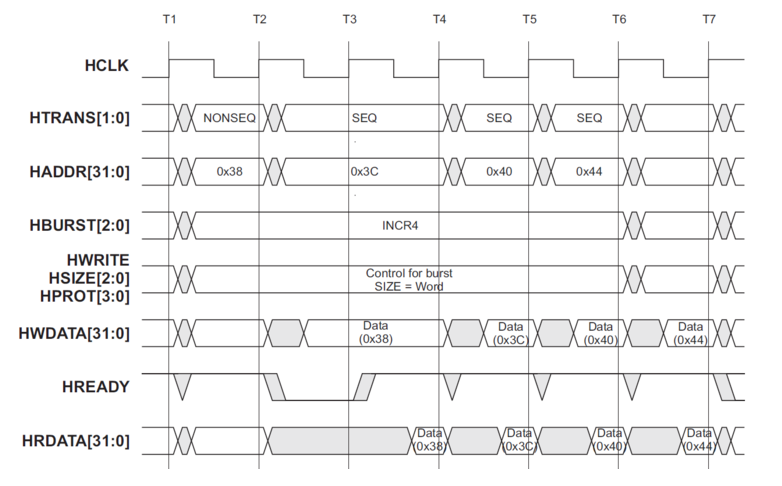 T1 T2 T3 T4 T5 T6 T7
HCLK
HTRANS[1:0] NONSEQ SEQ SEQ SEQ
HADDR[31:0] 0x38 0x3C 0x40 0x44
HBURST[2:0] INCR4
HWRITE
HSIZE[2:0]
HPROT[3:0]
Control for burst
SIZE = Word
HWDATA[31:0]
Data
(0x38)
Data
(0x3C)
Data
(0x40)
Data
(0x44)
HREADY
HRDATA[31:0]
Data
(0x38)
Data
(0x3C)
Data
(0x40)
Data
(0x44)